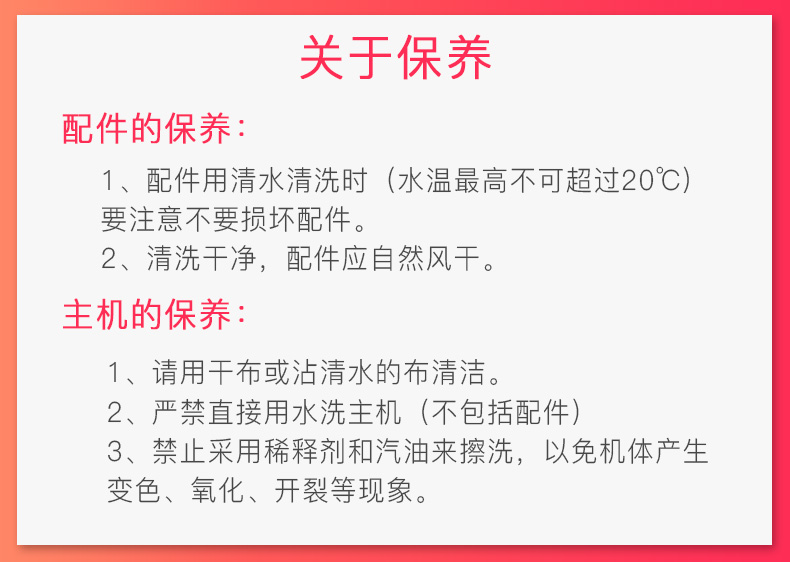 关于保养
配件的保养：
1、配件用清水清洗时（水温最高不可超过20℃）
要注意不要损坏配件。
2、清洗干净，配件应自然风干。
主机的保养：
1、请用干布或沾清水的布清洁。
2、严禁直接用水洗主机（不包括配件）
3、禁止采用稀释剂和汽油来擦洗，以免机体产生
变色、氧化、开裂等现象。